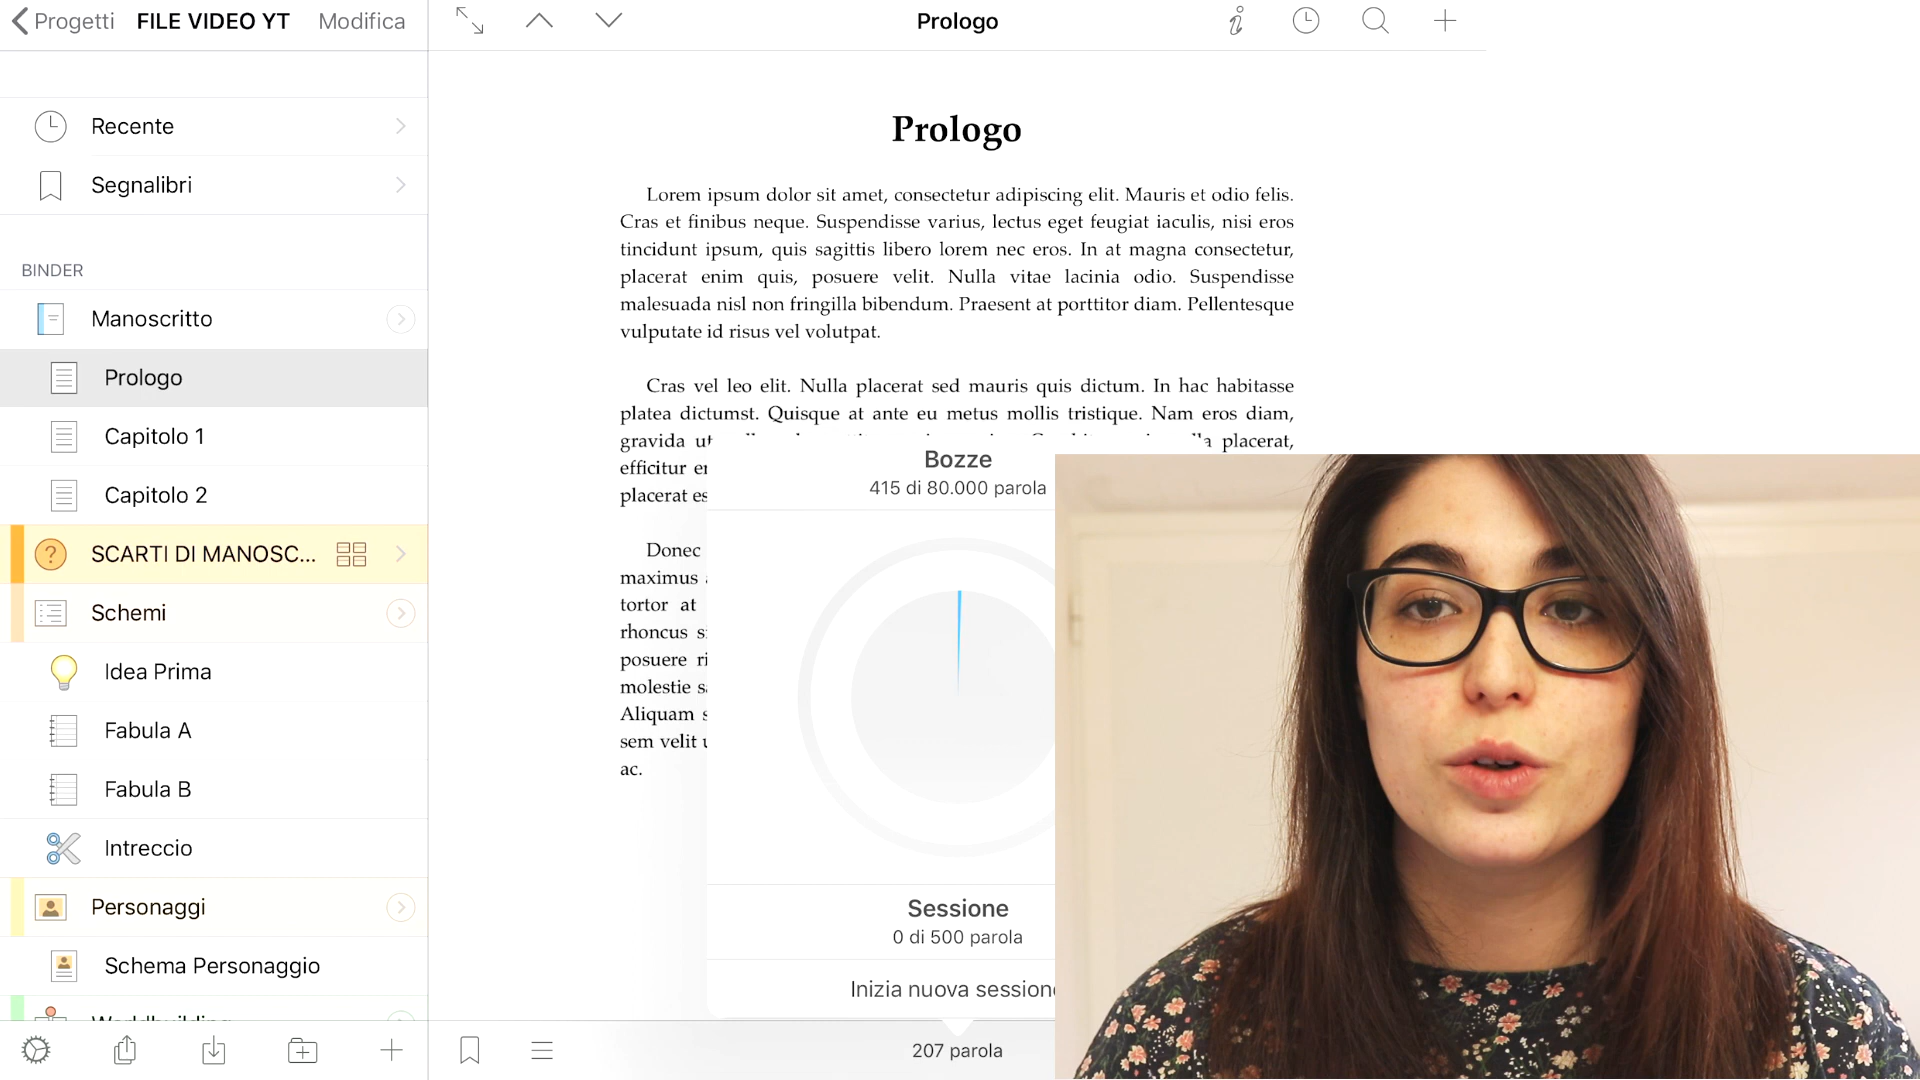 Progetti FILE VIDEO YT Modifica
Recente
Segnalibri
BINDER
Manoscritto
Prologo
Capitolo 1
Capitolo 2
SCARTI DI MANOSC...
Schemi
Idea Prima
Fabula A
Fabula B
Intreccio
Personaggi
Schema Personaggio
Prologo
Prologo
Lorem ipsum dolor sit amet, consectetur adipiscing elit. Mauris et odio felis.
Cras et finibus neque. Suspendisse varius, lectus eget feugiat iaculis, nisi eros
tincidunt ipsum, quis sagittis libero lorem nec eros. In at magna consectetur,
placerat enim quis, posuere velit. Nulla vitae lacinia odio. Suspendisse
malesuada nisl non fringilla bibendum. Praesent at porttitor diam. Pellentesque
vulputate id risus vel volutpat.
Cras vel leo elit. Nulla placerat sed mauris quis dictum. In hac habitasse
platea dictumst. Quisque at ante eu metus mollis tristique. Nam eros diam,
gravida ut placerat,
efficitur
placerat es
Donec
maximus
tortor at
rhoncus
posuere
molestie
Aliquam
sem velit
ac.
Bozze
415 di 80.000 parola
Sessione
0 di 500 parola
Inizia nuova sessione
207 parola